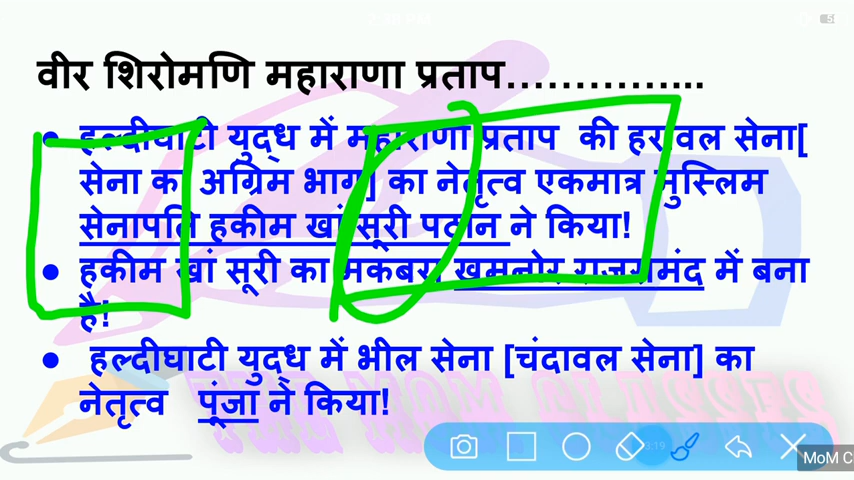 वीर शिरोमणि महाराणा प्रताप……………...
● हल्दीघाटी युद्ध में महाराणा प्रताप की हरावल सेना[
सेना का अग्रिम भाग] का नेतृत्व एकमात्र मुस्लिम
सेनापति हकीम खां सूरी पठान ने किया!
● हकीम खां सूरी का मकबरा खमनोर राजसमंद में बना
है!
● हल्दीघाटी युद्ध में भील सेना [चंदावल सेना] का
नेतृत्व पूंजा ने किया!
MoM C